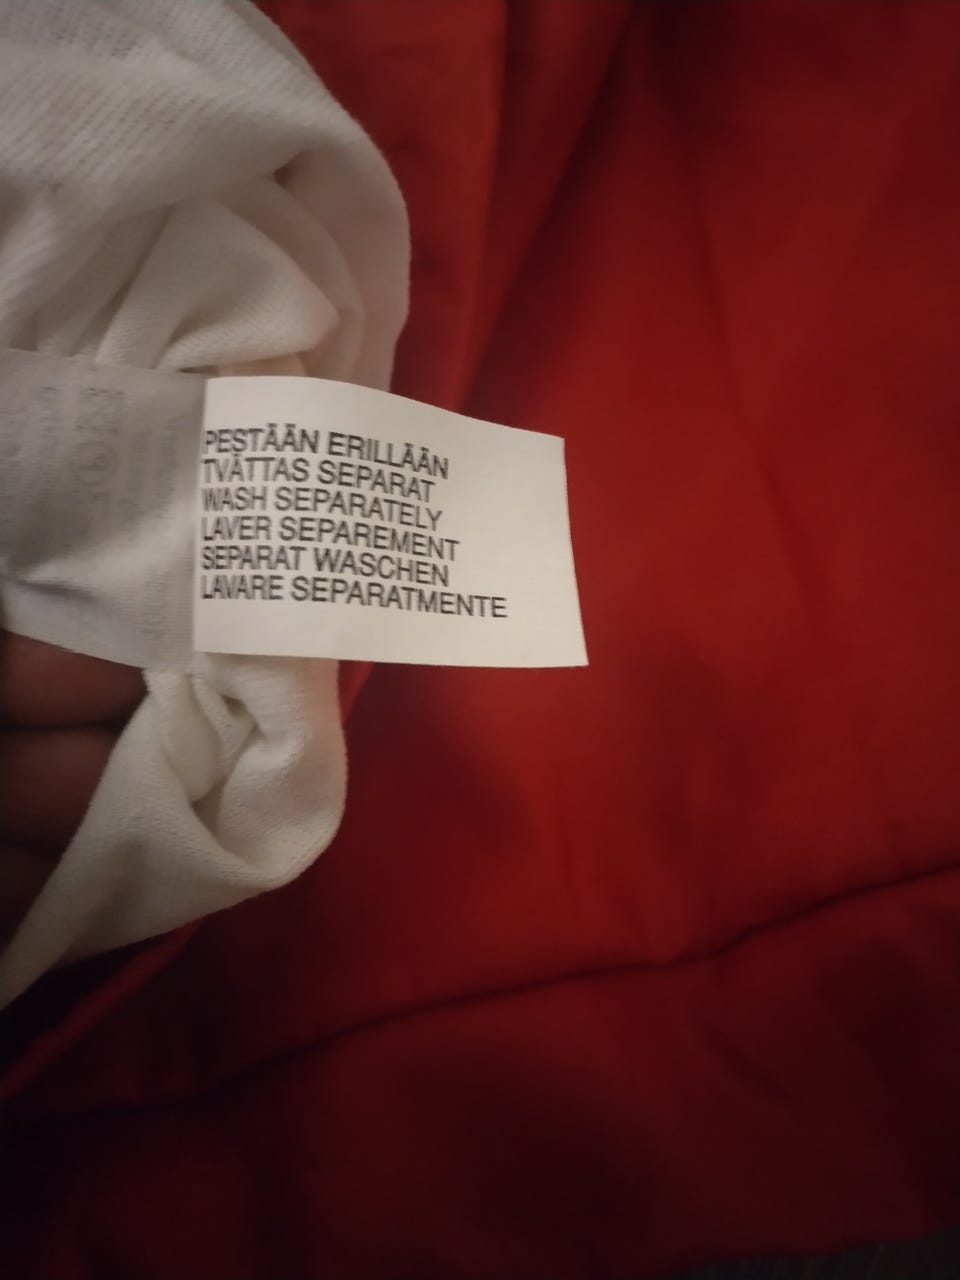 PESTÄÄN ERILLÄÄN
TVÄTTAS SEPARAT
WASH SEPARATELY
LAVER SEPAREMENT
SEPARAT WASCHEN
LAVARE SEPARATMENTE